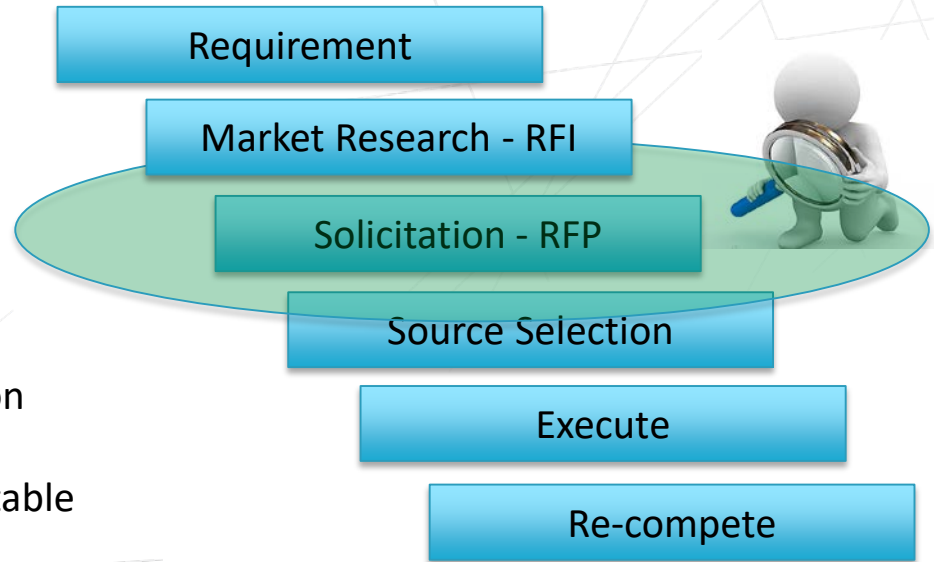 Requirement
Market Research - RFI
Solicitation - RFP
Source Selection
Execute
Re-compete